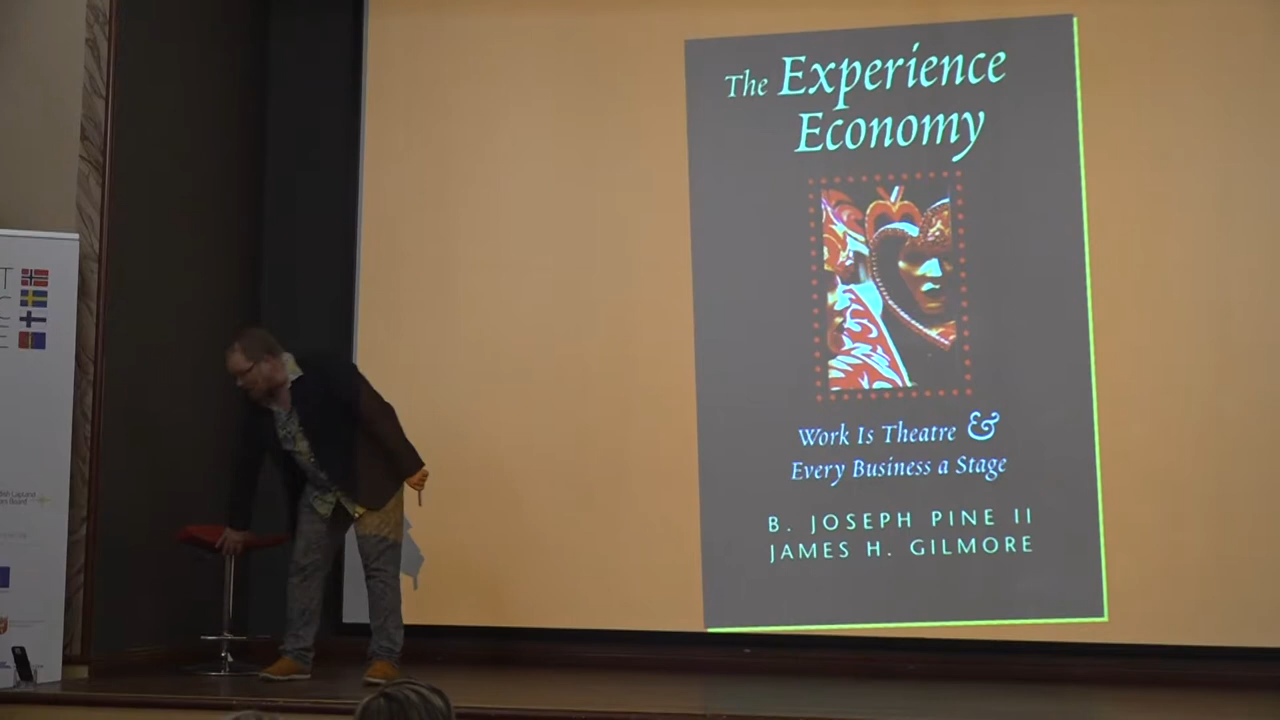 The Experience
Economy
Work Is Theatre &
Every Business a Stage
B. JOSEPH PINE II
JAMES H. GILMORE
T
C
E